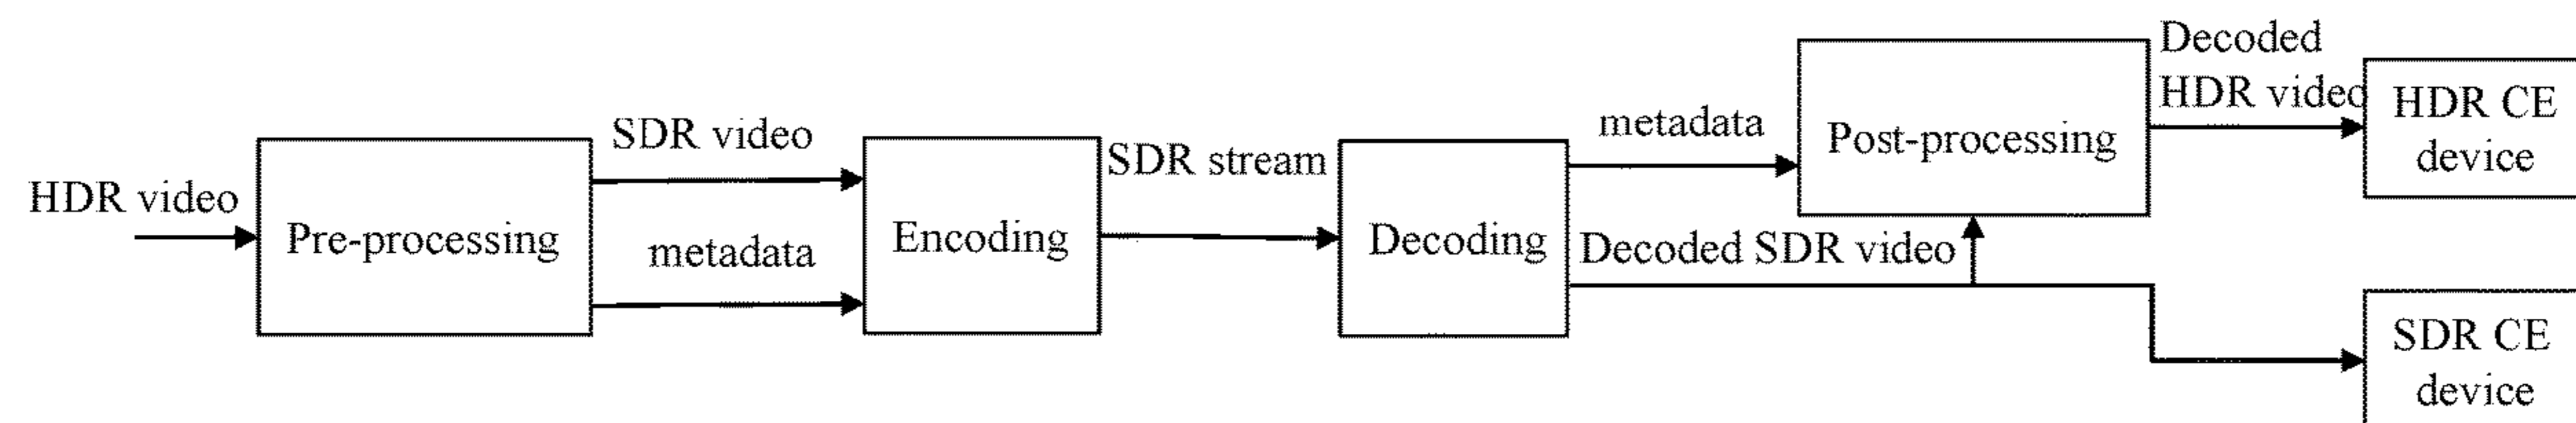 HDR video
Pre-processing
SDR video
metadata
Encoding
SDR stream
Decoding
metadata
Decoded SDR video
Post-processing
Decoded
HDR video
HDR CE
device
SDR CE
device